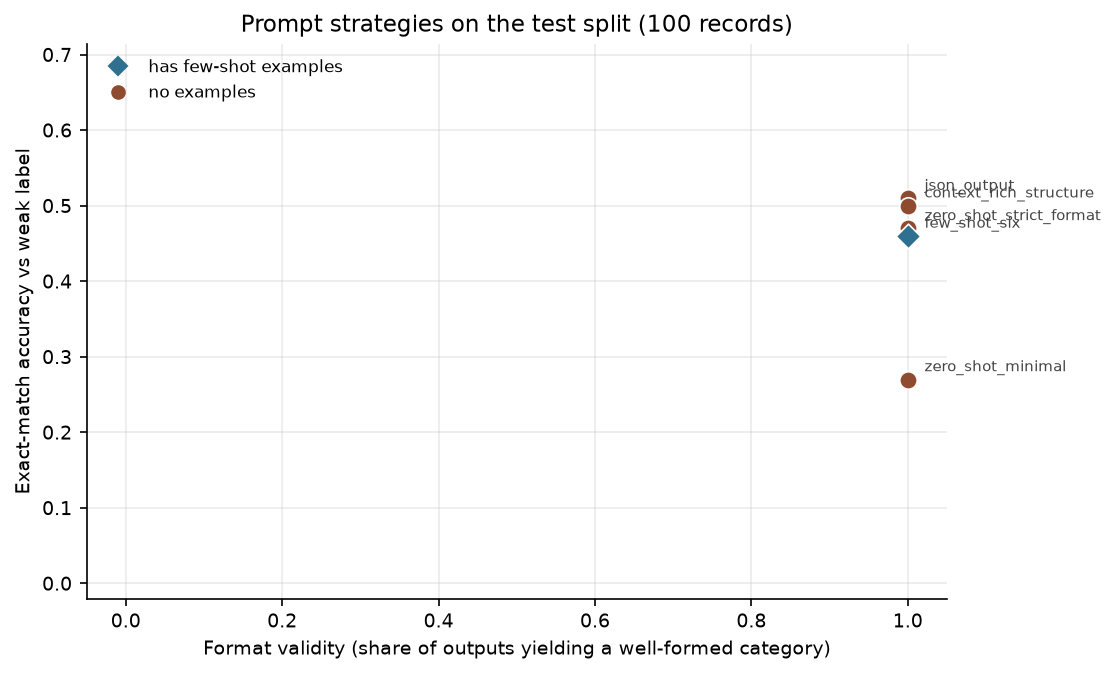 Prompt strategies on the test split (100 records)
has few-shot examples
no examples
Exact-match accuracy vs weak label
0.7
0.6
0.5
0.4
0.3
0.2
0.1
0.0
json_output
context_rich_structure
zero_shot_strict_format
few_shot_six
zero_shot_minimal
0.0
0.2
0.4
0.6
0.8
1.0
Format validity (share of outputs yielding a well-formed category)